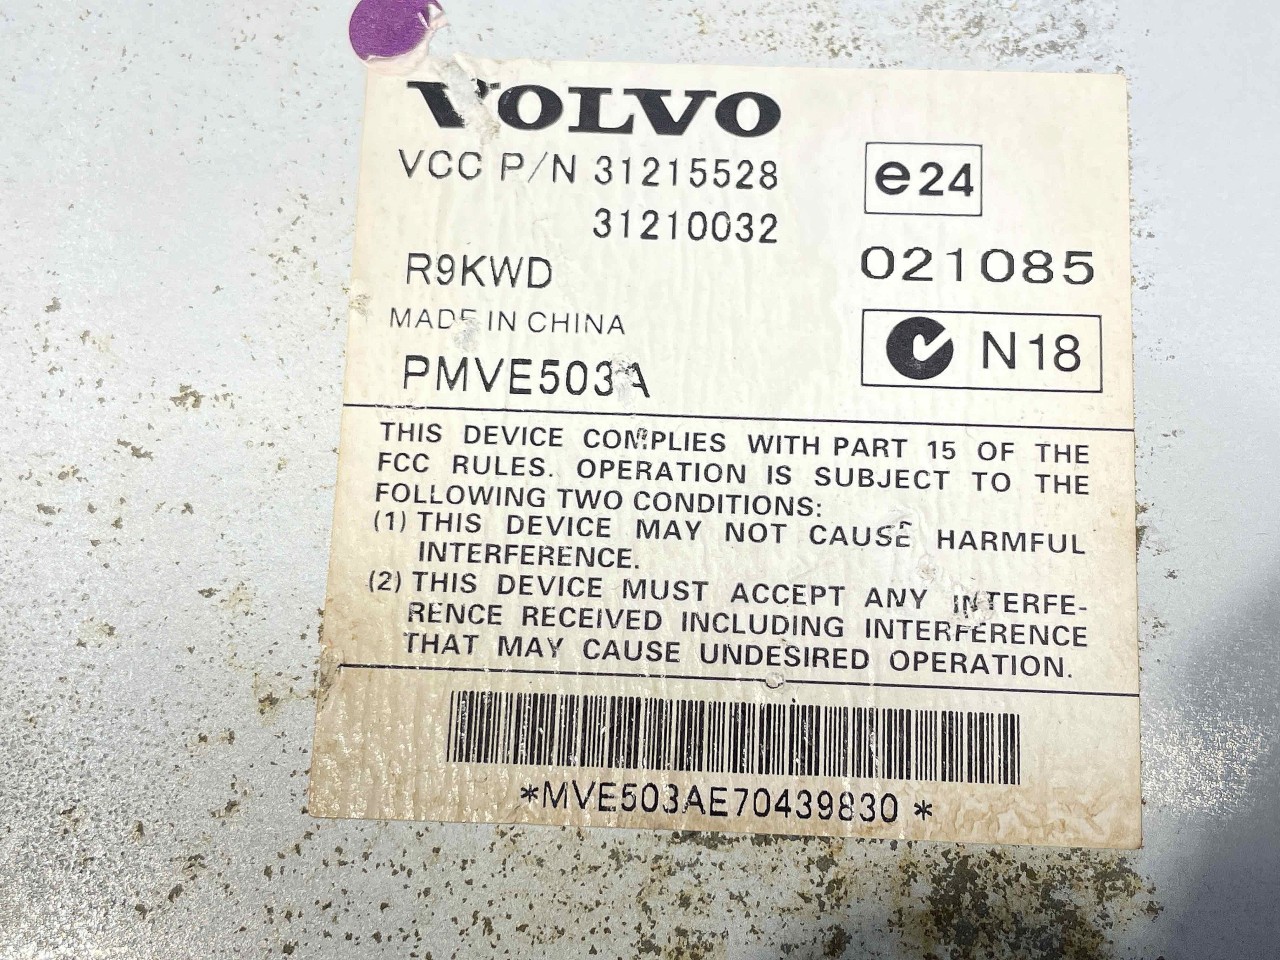 VOLVO
VCC P/N 31215528
31210032
e24
R9KWD
021085
MADE IN CHINA
N18
PMVE503A
THIS DEVICE COMPLIES WITH PART 15 OF THE
FCC RULES. OPERATION IS SUBJECT TO THE
FOLLOWING TWO CONDITIONS:
(1) THIS DEVICE MAY NOT CAUSE HARMFUL
INTERFERENCE.
(2) THIS DEVICE MUST ACCEPT ANY INTERFE-
RENCE RECEIVED INCLUDING INTERFERENCE
THAT MAY CAUSE UNDESIRED OPERATION.
*MVE503AE70439830 *